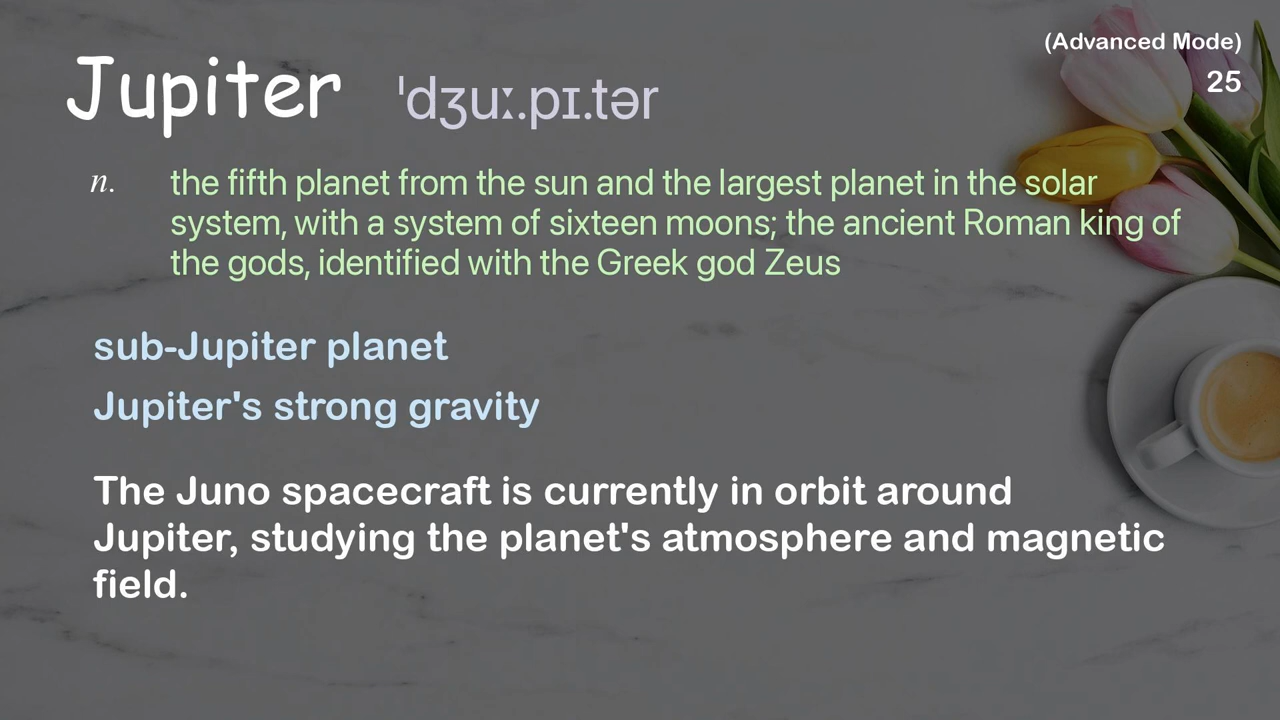 (Advanced Mode)
Jupiter ˈdʒuː.pɪ.tər
25
n. the fifth planet from the sun and the largest planet in the solar
system, with a system of sixteen moons; the ancient Roman king of
the gods, identified with the Greek god Zeus
sub-Jupiter planet
Jupiter's strong gravity
The Juno spacecraft is currently in orbit around
Jupiter, studying the planet's atmosphere and magnetic
field.